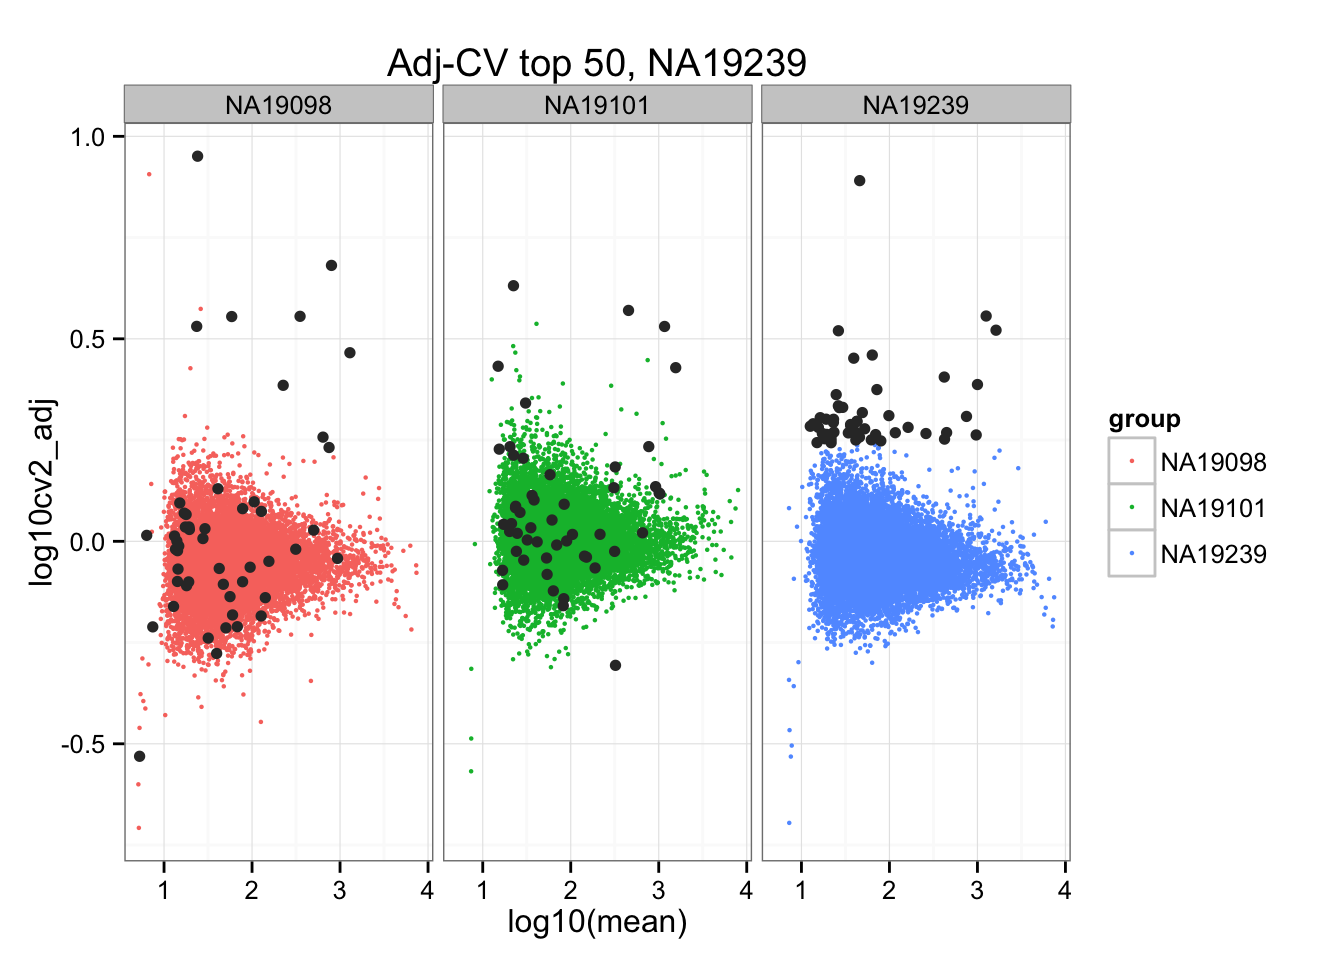 Adj-CV top 50, NA19239
NA19098 NA19101 NA19239
1.0
0.5
0.0
-0.5
log10cv2_adj
1 2 3 4 1 2 3 4 1 2 3 4
log10(mean)
group
NA19098
NA19101
NA19239